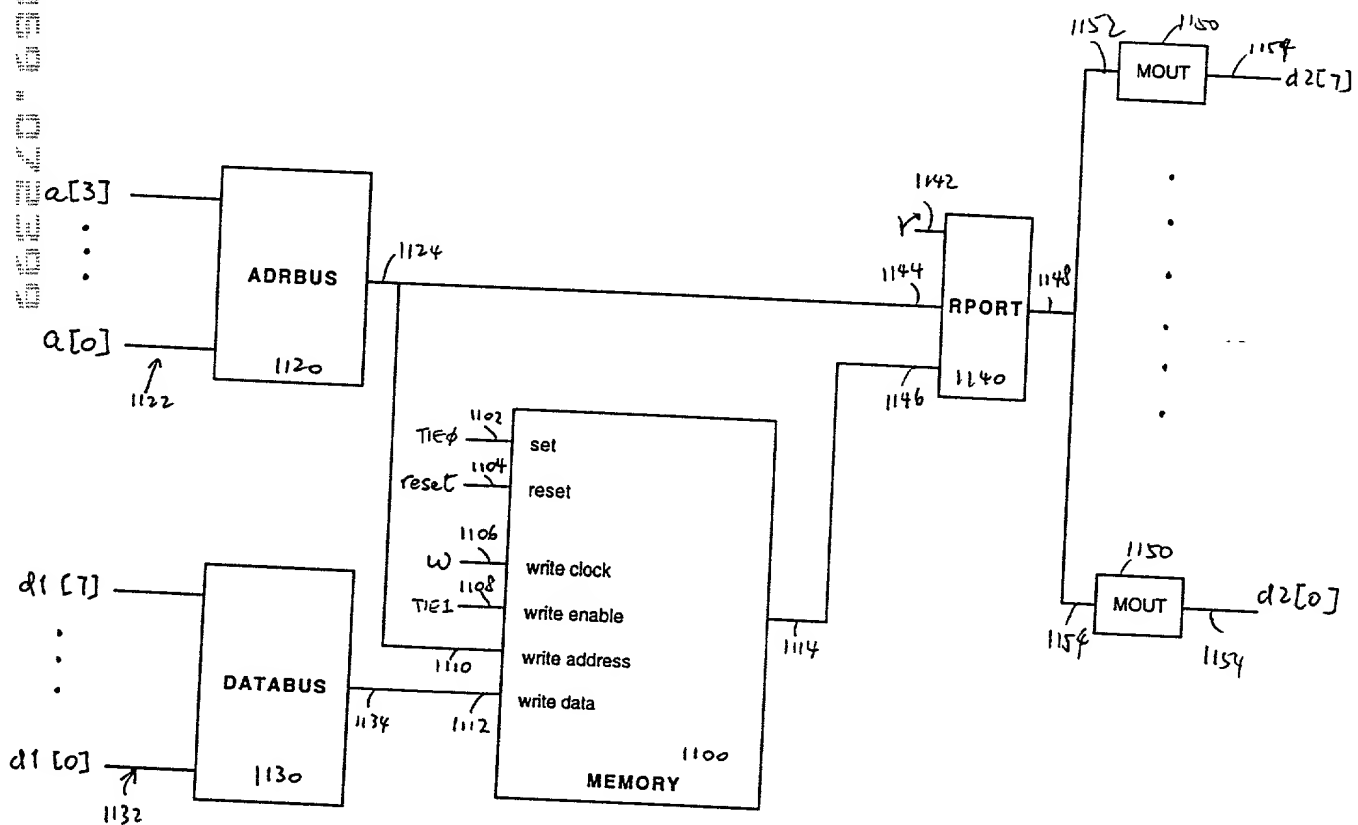 1152
1150
MOUT
1154
d2[7]
a[3]
a[0]
1122
ADRBUS
1120
1124
1142
r
1144
1146
RPORT
1140
1148
TIEφ
1102
set
reset
1104
reset
w
1106
write clock
TIE1
1108
write enable
1110
write address
1112
write data
1100
MEMORY
1114
d1 [7]
d1 [0]
1132
DATABUS
1130
1134
1150
MOUT
1154
1154
d2[0]